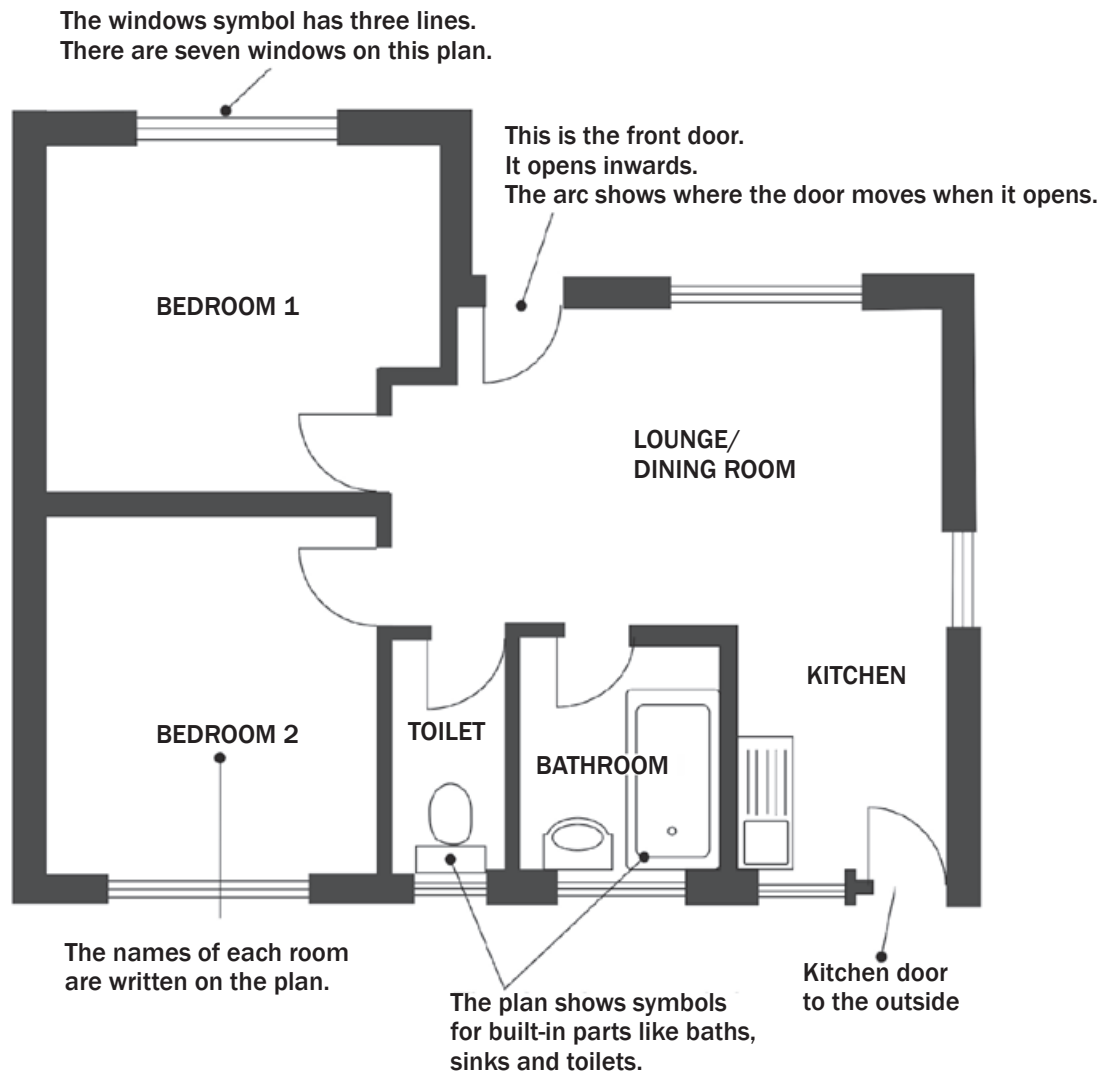 The windows symbol has three lines.
There are seven windows on this plan.
This is the front door.
It opens inwards.
The arc shows where the door moves when it opens.
BEDROOM 1
LOUNGE/
DINING ROOM
KITCHEN
BEDROOM 2
TOILET
BATHROOM
The names of each room
are written on the plan.
The plan shows symbols
for built-in parts like baths,
sinks and toilets.
Kitchen door
to the outside